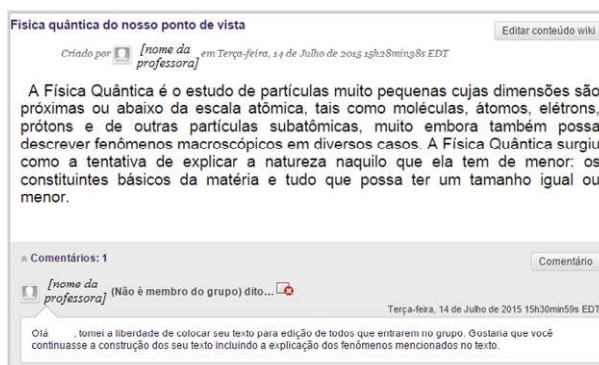 Física quântica do nosso ponto de vista
Editar conteúdo wiki
Criado por [nome da professora] em Terça-feira, 14 de Julho de 2015 15h28min38s EDT
A Física Quântica é o estudo de partículas muito pequenas cujas dimensões são
próximas ou abaixo da escala atômica, tais como moléculas, átomos, elétrons,
prótons e de outras partículas subatômicas, muito embora também possa
descrever fenômenos macroscópicos em diversos casos. A Física Quântica surgiu
como a tentativa de explicar a natureza naquilo que ela tem de menor: os
constituintes básicos da matéria e tudo que possa ter um tamanho igual ou
menor.
Comentários: 1
Comentário
[nome da professora] (Não é membro do grupo) dito...
Terça-feira, 14 de Julho de 2015 15h30min59s EDT
Olá , tomei a liberdade de colocar seu texto para edição de todos que entrarem no grupo. Gostaria que você
continuasse a construção dos seu texto incluindo a explicação dos fenômenos mencionados no texto.